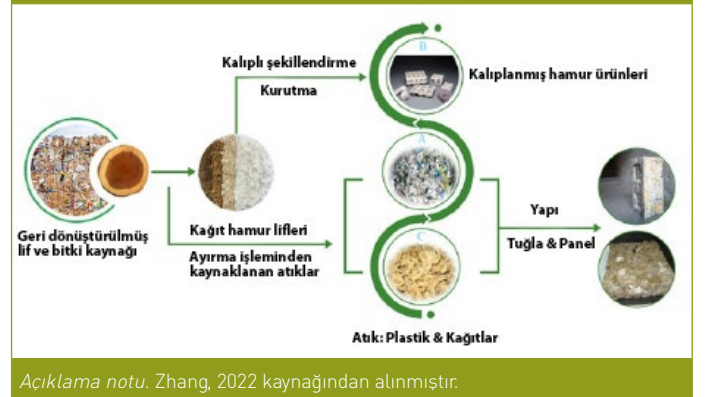 Kalıplı şekillendirme
Kurutma
B
Kalıplanmış hamur ürünleri
A
Geri dönüştürülmüş
lif ve bitki kaynağı
Kağıt hamur lifleri
Ayırma işleminden
kaynaklanan atıklar
C
Yapı
Tuğla & Panel
Atık: Plastik & Kağıtlar
Açıklama notu. Zhang, 2022 kaynağından alınmıştır.